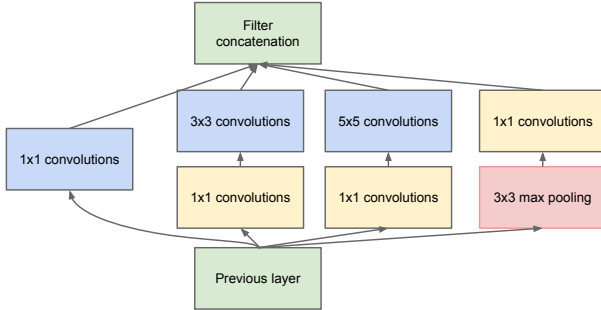 Filter
concatenation
3x3 convolutions
5x5 convolutions
1x1 convolutions
1x1 convolutions
1x1 convolutions
1x1 convolutions
3x3 max pooling
Previous layer